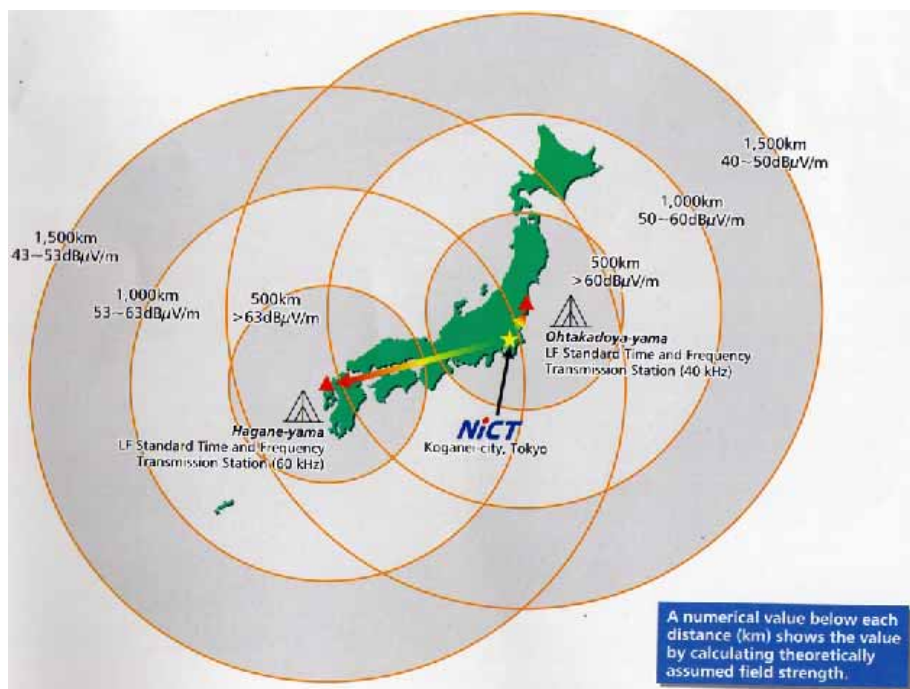 1,500km
40~50dBμV/m
1,000km
50~60dBμV/m
500km
>60dBμV/m
1,500km
43~53dBμV/m
1,000km
53~63dBμV/m
500km
>63dBμV/m
Ohtakadoya-yama
LF Standard Time and Frequency
Transmission Station (40 kHz)
Hagane-yama
LF Standard Time and Frequency
Transmission Station (60 kHz)
NiCT
Koganei-city, Tokyo
A numerical value below each
distance (km) shows the value
by calculating theoretically
assumed field strength.